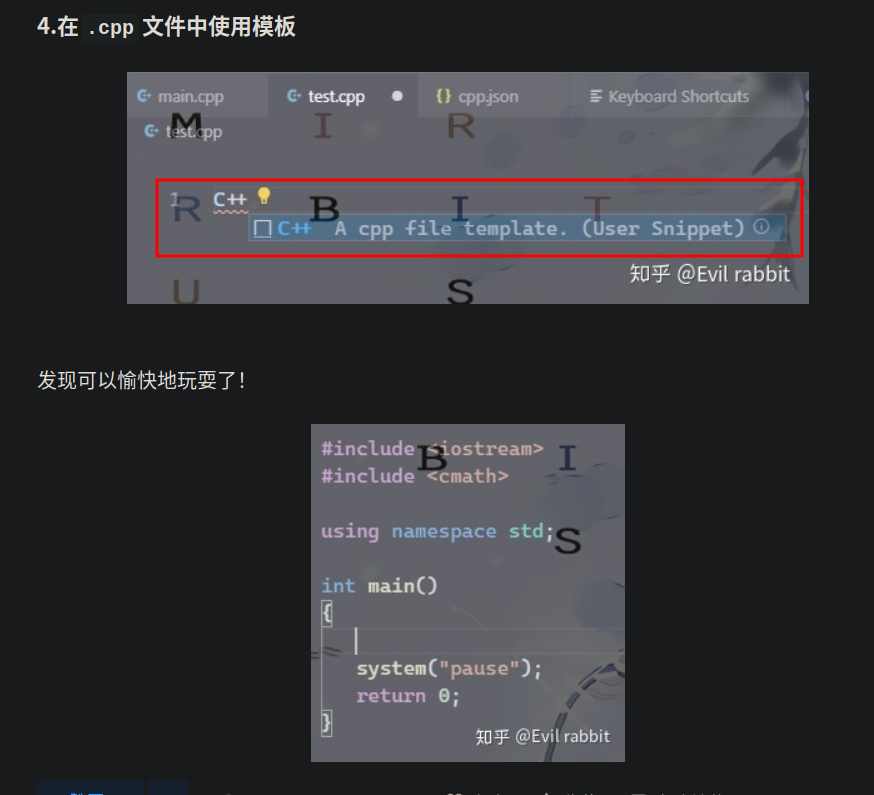 4.在 .cpp 文件中使用模板
main.cpp test.cpp {} cpp.json Keyboard Shortcuts
test.cpp
M I R
1 C++
R B I T
C++ A cpp file template. (User Snippet)
知乎 @Evil rabbit
U S
发现可以愉快地玩耍了!
#include <iostream>
B I
#include <cmath>
using namespace std;
S
int main()
{
system("pause");
return 0;
}
知乎 @Evil rabbit